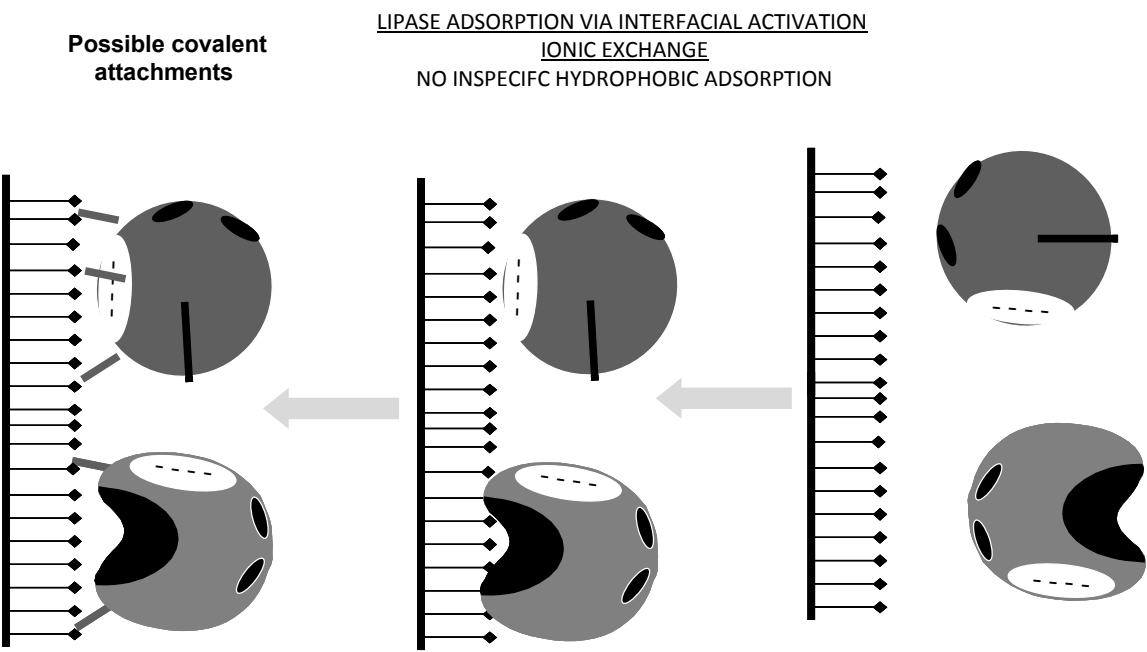 Possible covalent
attachments
LIPASE ADSORPTION VIA INTERFACIAL ACTIVATION
IONIC EXCHANGE
NO INSPECIFC HYDROPHOBIC ADSORPTION